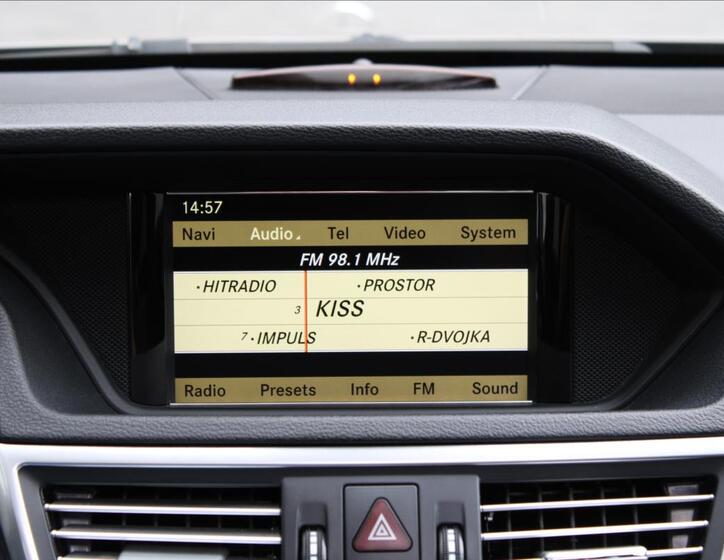 14:57
Navi Audio Tel Video System
FM 98.1 MHz
·HITRADIO ·PROSTOR
3 KISS
7·IMPULS ·R-DVOJKA
Radio Presets Info FM Sound